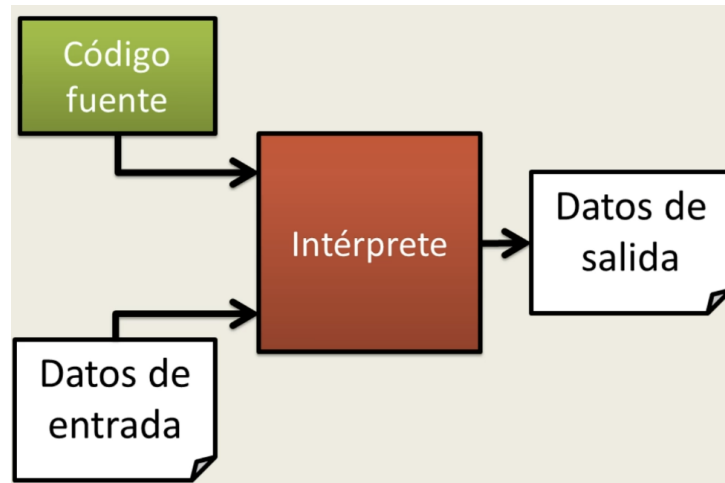 Código
fuente
Intérprete
Datos de
salida
Datos de
entrada